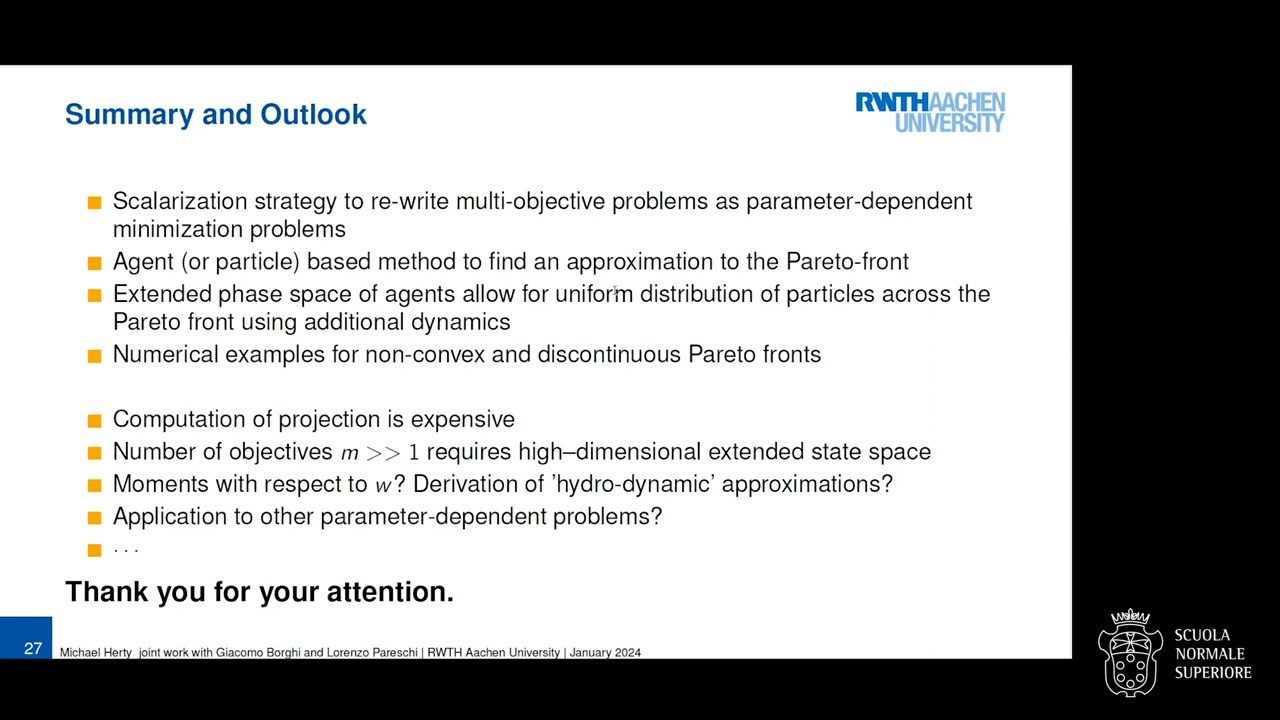 Summary and Outlook
RWTHAACHEN
UNIVERSITY
Scalarization strategy to re-write multi-objective problems as parameter-dependent
minimization problems
Agent (or particle) based method to find an approximation to the Pareto-front
Extended phase space of agents allow for uniform distribution of particles across the
Pareto front using additional dynamics
Numerical examples for non-convex and discontinuous Pareto fronts
Computation of projection is expensive
Number of objectives m >> 1 requires high–dimensional extended state space
Moments with respect to w? Derivation of ’hydro-dynamic’ approximations?
Application to other parameter-dependent problems?
· · ·
Thank you for your attention.
27
Michael Herty joint work with Giacomo Borghi and Lorenzo Pareschi | RWTH Aachen University | January 2024
SCUOLA
NORMALE
SUPERIORE